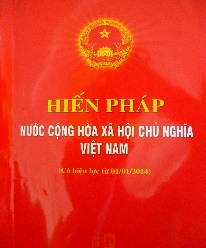 HIẾN PHÁP
NƯỚC CỘNG HÒA XÃ HỘI CHỦ NGHĨA
VIỆT NAM
(Có hiệu lực từ 01/01/2014)